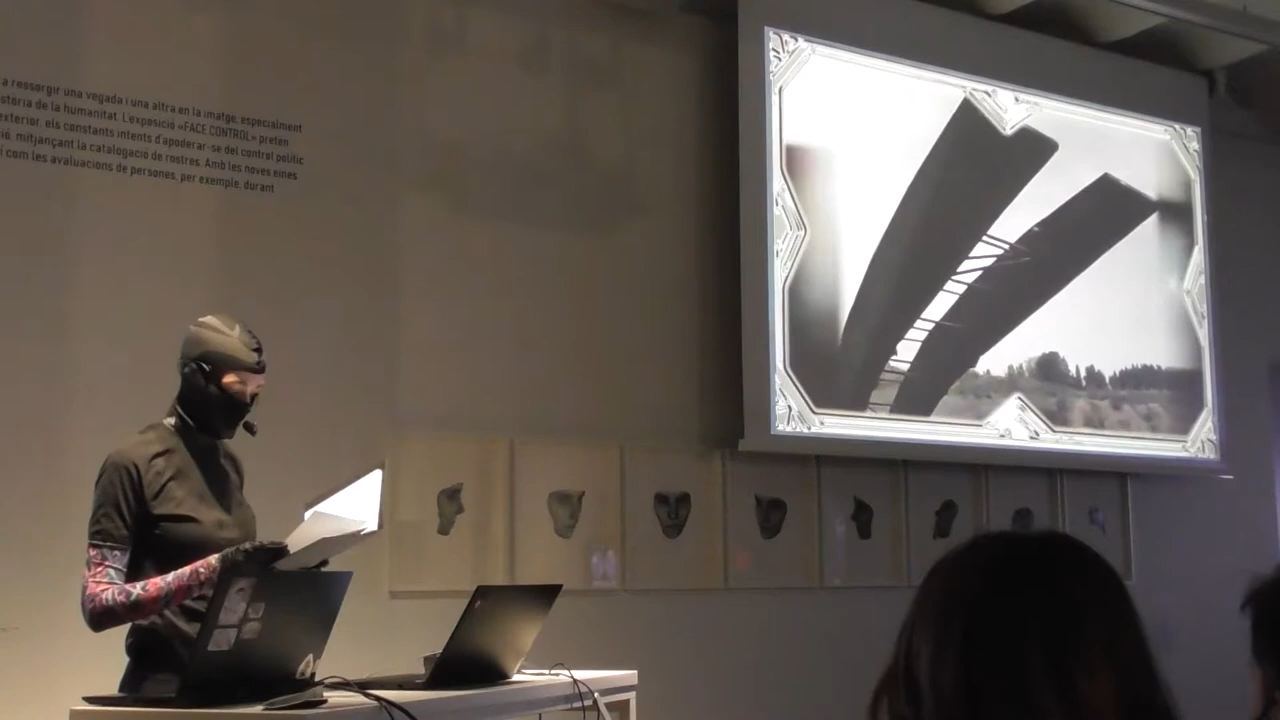 a ressorgir una vegada i una altra en la imatge, especialment
stòria de la humanitat. L'exposició «FACE CONTROL» pretén
exterior, els constants intents d'apoderar-se del control polític
ió, mitjançant la catalogació de rostres. Amb les noves eines
í com les avaluacions de persones, per exemple, durant